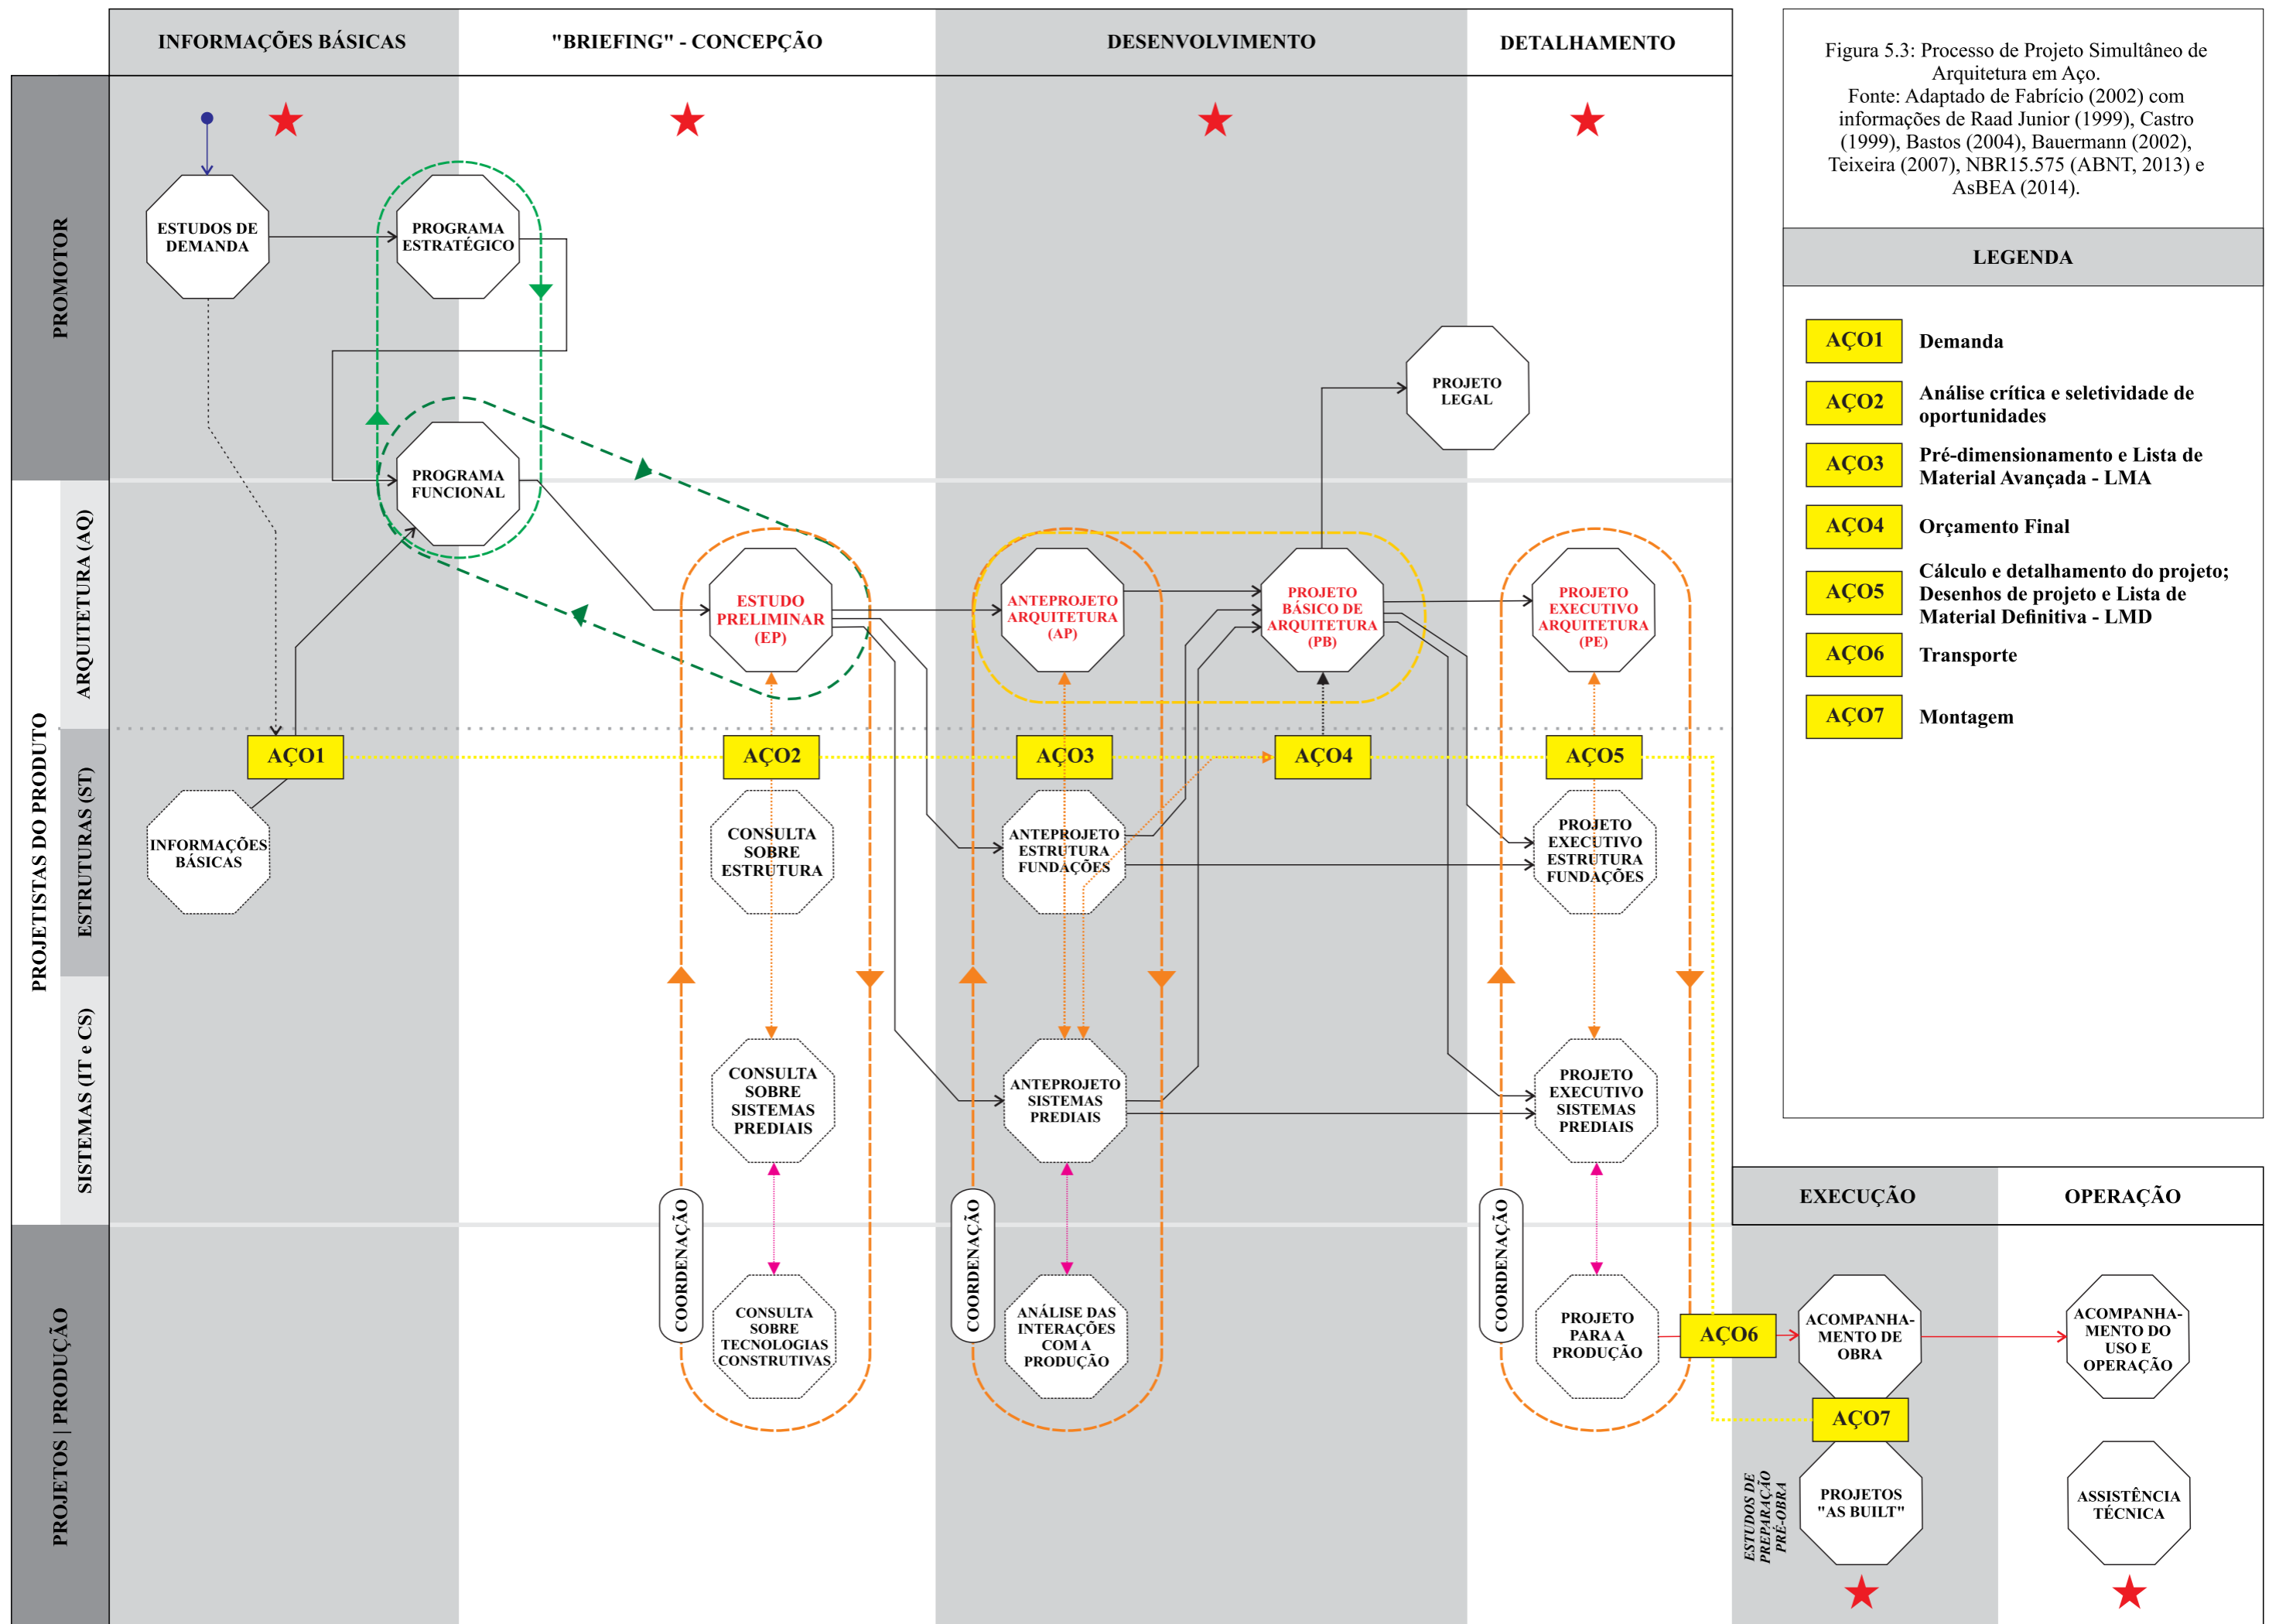 INFORMAÇÕES BÁSICAS
"BRIEFING" - CONCEPÇÃO
DESENVOLVIMENTO
DETALHAMENTO
Figura 5.3: Processo de Projeto Simultâneo de
Arquitetura em Aço.
Fonte: Adaptado de Fabrício (2002) com
informações de Raad Junior (1999), Castro
(1999), Bastos (2004), Bauermann (2002),
Teixeira (2007), NBR15.575 (ABNT, 2013) e
AsBEA (2014).
LEGENDA
AÇO1
Demanda
AÇO2
Análise crítica e seletividade de
oportunidades
AÇO3
Pré-dimensionamento e Lista de
Material Avançada - LMA
AÇO4
Orçamento Final
AÇO5
Cálculo e detalhamento do projeto;
Desenhos de projeto e Lista de
Material Definitiva - LMD
AÇO6
Transporte
AÇO7
Montagem
PROMOTOR
ESTUDOS DE
DEMANDA
PROGRAMA
ESTRATÉGICO
PROJETO
LEGAL
PROGRAMA
FUNCIONAL
PROJETISTAS DO PRODUTO
ARQUITETURA (AQ)
ESTUDO
PRELIMINAR
(EP)
ANTEPROJETO
ARQUITETURA
(AP)
PROJETO
BÁSICO DE
ARQUITETURA
(PB)
PROJETO
EXECUTIVO
ARQUITETURA
(PE)
ESTRUTURAS (ST)
AÇO1
AÇO2
AÇO3
AÇO4
AÇO5
INFORMAÇÕES
BÁSICAS
CONSULTA
SOBRE
ESTRUTURA
ANTEPROJETO
ESTRUTURA
FUNDAÇÕES
PROJETO
EXECUTIVO
ESTRUTURA
FUNDAÇÕES
SISTEMAS (IT e CS)
CONSULTA
SOBRE
SISTEMAS
PREDIAIS
ANTEPROJETO
SISTEMAS
PREDIAIS
PROJETO
EXECUTIVO
SISTEMAS
PREDIAIS
COORDENAÇÃO
COORDENAÇÃO
COORDENAÇÃO
EXECUÇÃO
OPERAÇÃO
PROJETOS | PRODUÇÃO
CONSULTA
SOBRE
TECNOLOGIAS
CONSTRUTIVAS
ANÁLISE DAS
INTERAÇÕES
COM A
PRODUÇÃO
PROJETO
PARA A
PRODUÇÃO
AÇO6
ACOMPANHA-
MENTO DE
OBRA
ACOMPANHA-
MENTO DO
USO E
OPERAÇÃO
AÇO7
ESTUDOS DE
PREPARAÇÃO
PRÉ-OBRA
PROJETOS
"AS BUILT"
ASSISTÊNCIA
TÉCNICA